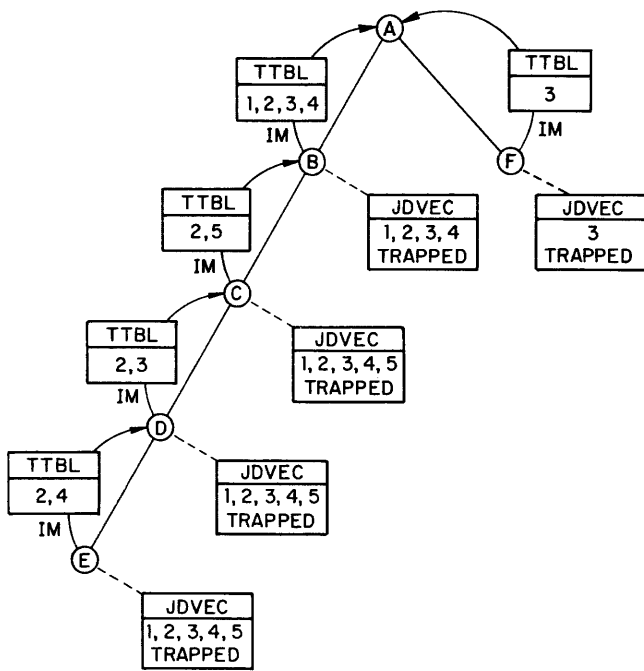 A
TTBL
1, 2, 3, 4
IM
TTBL
3
IM
B
F
TTBL
2, 5
IM
JDVEC
1, 2, 3, 4
TRAPPED
JDVEC
3
TRAPPED
C
TTBL
2, 3
IM
JDVEC
1, 2, 3, 4, 5
TRAPPED
D
TTBL
2, 4
IM
JDVEC
1, 2, 3, 4, 5
TRAPPED
E
JDVEC
1, 2, 3, 4, 5
TRAPPED